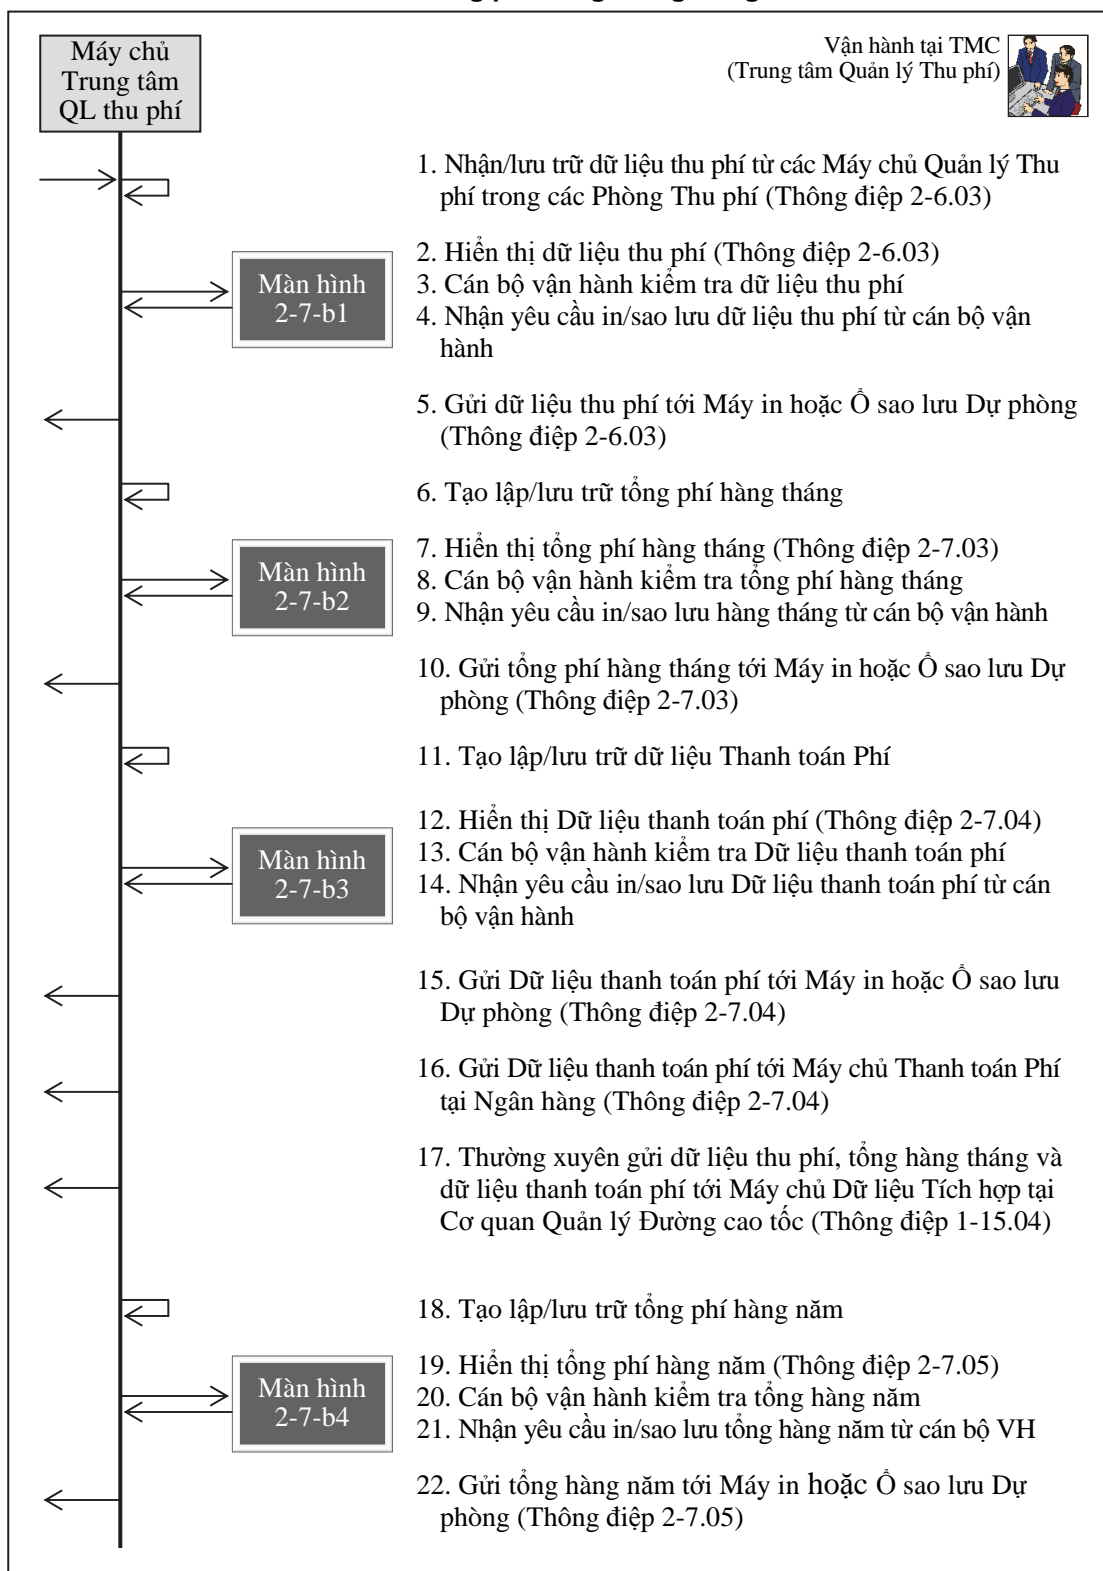 Máy chủ
Trung tâm
QL thu phí
Vận hành tại TMC
(Trung tâm Quản lý Thu phí)
1. Nhận/lưu trữ dữ liệu thu phí từ các Máy chủ Quản lý Thu
phí trong các Phòng Thu phí (Thông điệp 2-6.03)
Màn hình
2-7-b1
2. Hiển thị dữ liệu thu phí (Thông điệp 2-6.03)
3. Cán bộ vận hành kiểm tra dữ liệu thu phí
4. Nhận yêu cầu in/sao lưu dữ liệu thu phí từ cán bộ vận
hành
5. Gửi dữ liệu thu phí tới Máy in hoặc Ổ sao lưu Dự phòng
(Thông điệp 2-6.03)
6. Tạo lập/lưu trữ tổng phí hàng tháng
Màn hình
2-7-b2
7. Hiển thị tổng phí hàng tháng (Thông điệp 2-7.03)
8. Cán bộ vận hành kiểm tra tổng phí hàng tháng
9. Nhận yêu cầu in/sao lưu hàng tháng từ cán bộ vận hành
10. Gửi tổng phí hàng tháng tới Máy in hoặc Ổ sao lưu Dự
phòng (Thông điệp 2-7.03)
11. Tạo lập/lưu trữ dữ liệu Thanh toán Phí
Màn hình
2-7-b3
12. Hiển thị Dữ liệu thanh toán phí (Thông điệp 2-7.04)
13. Cán bộ vận hành kiểm tra Dữ liệu thanh toán phí
14. Nhận yêu cầu in/sao lưu Dữ liệu thanh toán phí từ cán
bộ vận hành
15. Gửi Dữ liệu thanh toán phí tới Máy in hoặc Ổ sao lưu
Dự phòng (Thông điệp 2-7.04)
16. Gửi Dữ liệu thanh toán phí tới Máy chủ Thanh toán Phí
tại Ngân hàng (Thông điệp 2-7.04)
17. Thường xuyên gửi dữ liệu thu phí, tổng hàng tháng và
dữ liệu thanh toán phí tới Máy chủ Dữ liệu Tích hợp tại
Cơ quan Quản lý Đường cao tốc (Thông điệp 1-15.04)
18. Tạo lập/lưu trữ tổng phí hàng năm
Màn hình
2-7-b4
19. Hiển thị tổng phí hàng năm (Thông điệp 2-7.05)
20. Cán bộ vận hành kiểm tra tổng hàng năm
21. Nhận yêu cầu in/sao lưu tổng hàng năm từ cán bộ VH
22. Gửi tổng hàng năm tới Máy in hoặc Ổ sao lưu Dự
phòng (Thông điệp 2-7.05)